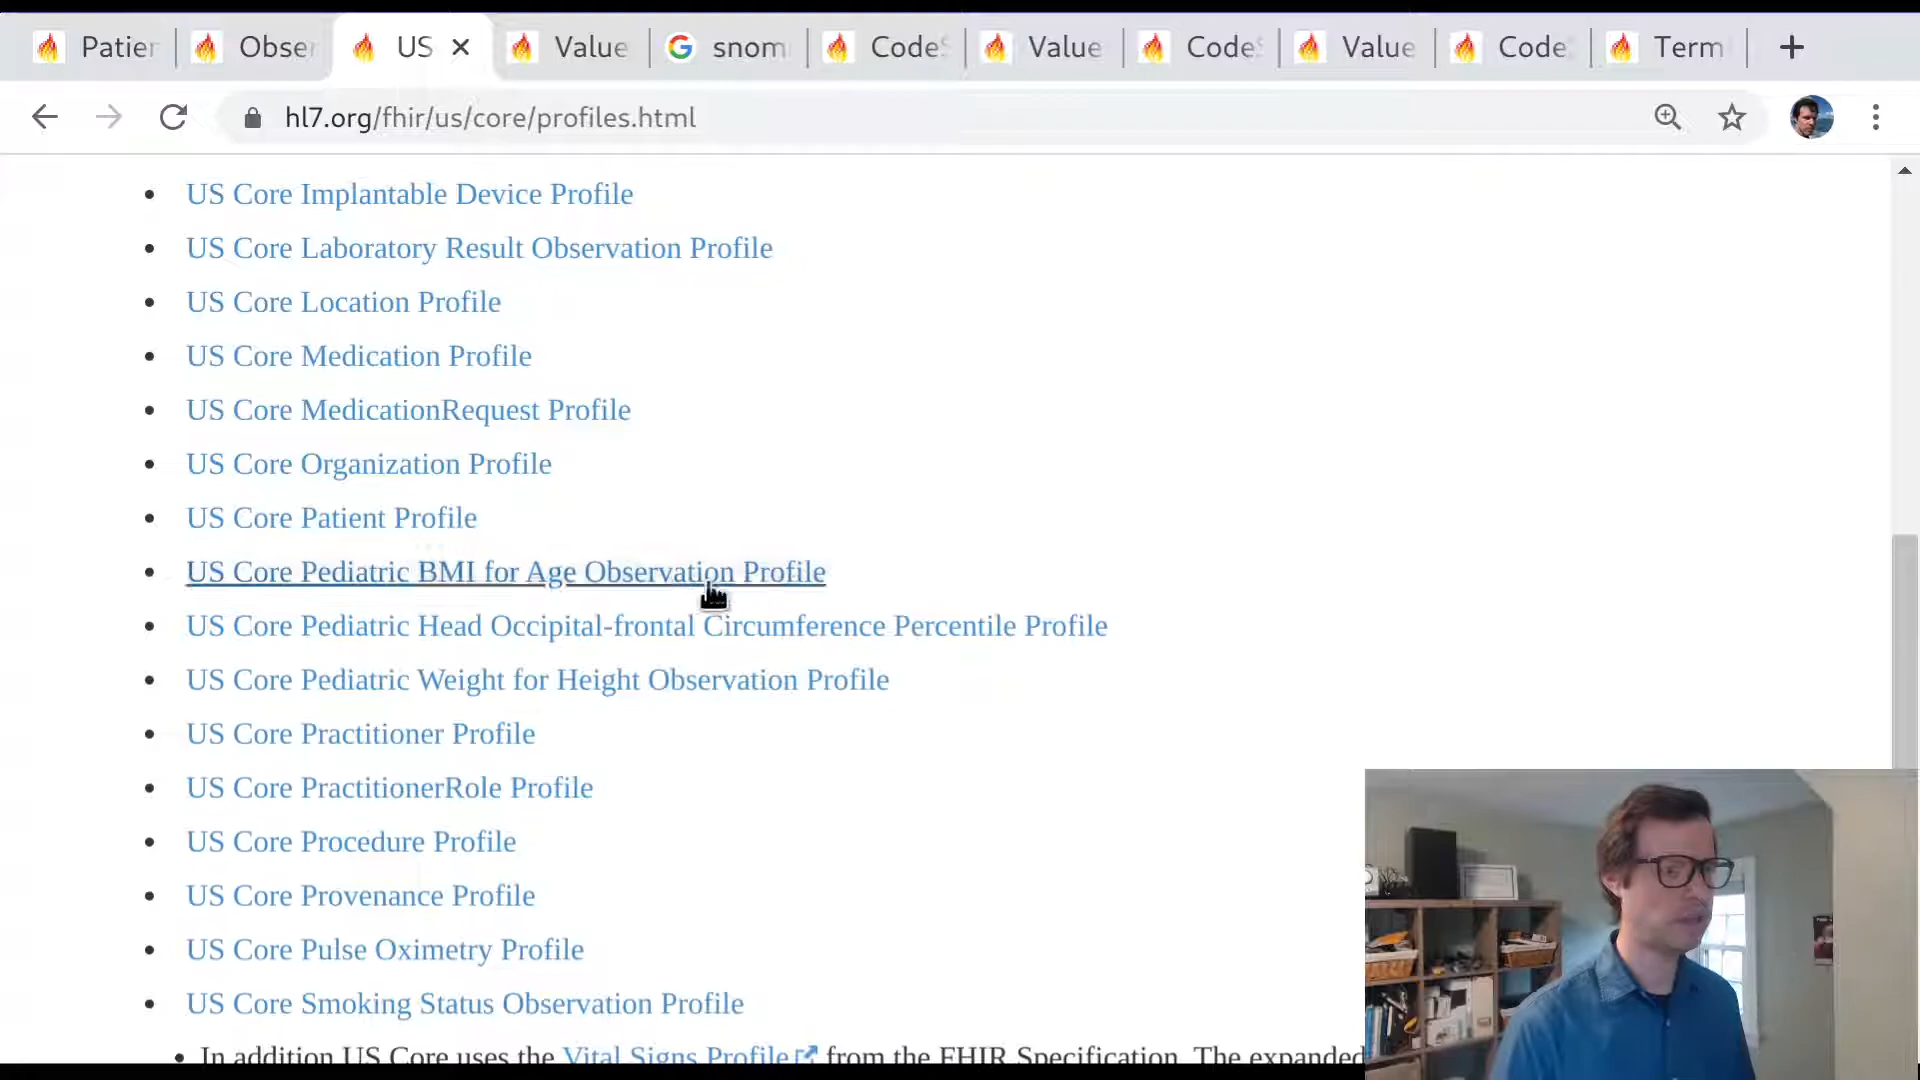 Patien
Obser
US
Value
snom
CodeS
Value
CodeS
Value
Code
Term
hl7.org/fhir/us/core/profiles.html
US Core Implantable Device Profile
US Core Laboratory Result Observation Profile
US Core Location Profile
US Core Medication Profile
US Core MedicationRequest Profile
US Core Organization Profile
US Core Patient Profile
US Core Pediatric BMI for Age Observation Profile
US Core Pediatric Head Occipital-frontal Circumference Percentile Profile
US Core Pediatric Weight for Height Observation Profile
US Core Practitioner Profile
US Core PractitionerRole Profile
US Core Procedure Profile
US Core Provenance Profile
US Core Pulse Oximetry Profile
US Core Smoking Status Observation Profile
In addition US Core uses the Vital Signs Profile from the FHIR Specification. The expanded